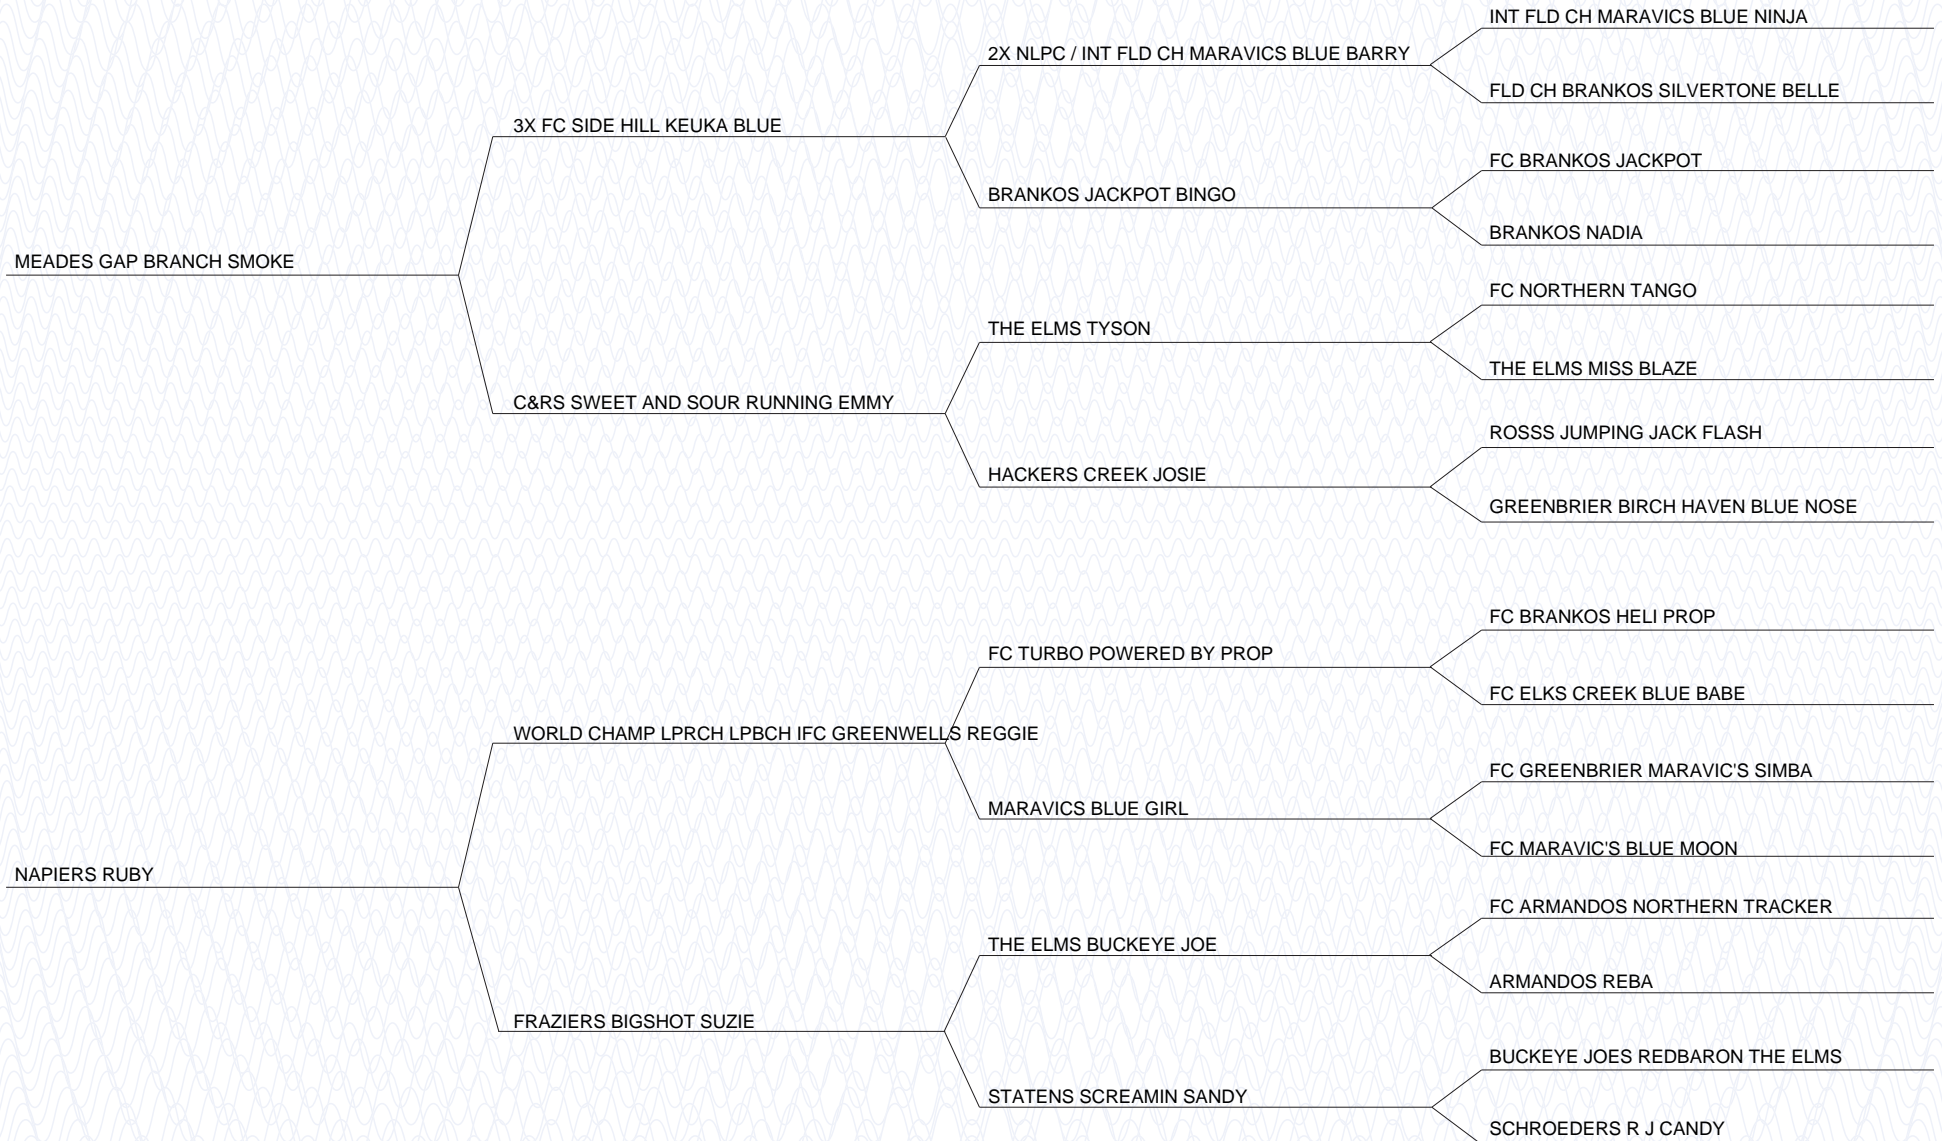 INT FLD CH MARAVICS BLUE NINJA
2X NLPC / INT FLD CH MARAVICS BLUE BARRY
FLD CH BRANKOS SILVERTONE BELLE
3X FC SIDE HILL KEUKA BLUE
FC BRANKOS JACKPOT
BRANKOS JACKPOT BINGO
BRANKOS NADIA
MEADES GAP BRANCH SMOKE
FC NORTHERN TANGO
THE ELMS TYSON
THE ELMS MISS BLAZE
C&RS SWEET AND SOUR RUNNING EMMY
ROSSS JUMPING JACK FLASH
HACKERS CREEK JOSIE
GREENBRIER BIRCH HAVEN BLUE NOSE
FC BRANKOS HELI PROP
FC TURBO POWERED BY PROP
FC ELKS CREEK BLUE BABE
WORLD CHAMP LPRCH LPBCH IFC GREENWELLS REGGIE
FC GREENBRIER MARAVIC'S SIMBA
MARAVICS BLUE GIRL
FC MARAVIC'S BLUE MOON
NAPIERS RUBY
FC ARMANDOS NORTHERN TRACKER
THE ELMS BUCKEYE JOE
ARMANDOS REBA
FRAZIERS BIGSHOT SUZIE
BUCKEYE JOES REDBARON THE ELMS
STATENS SCREAMIN SANDY
SCHROEDERS R J CANDY